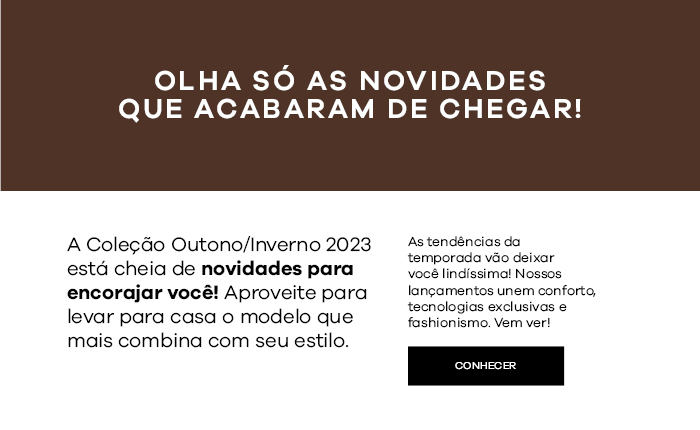 OLHA SÓ AS NOVIDADES
QUE ACABARAM DE CHEGAR!
A Coleção Outono/Inverno 2023
está cheia de novidades para
encorajar você! Aproveite para
levar para casa o modelo que
mais combina com seu estilo.
As tendências da
temporada vão deixar
você lindíssima! Nossos
lançamentos unem conforto,
tecnologias exclusivas e
fashionismo. Vem ver!
CONHECER